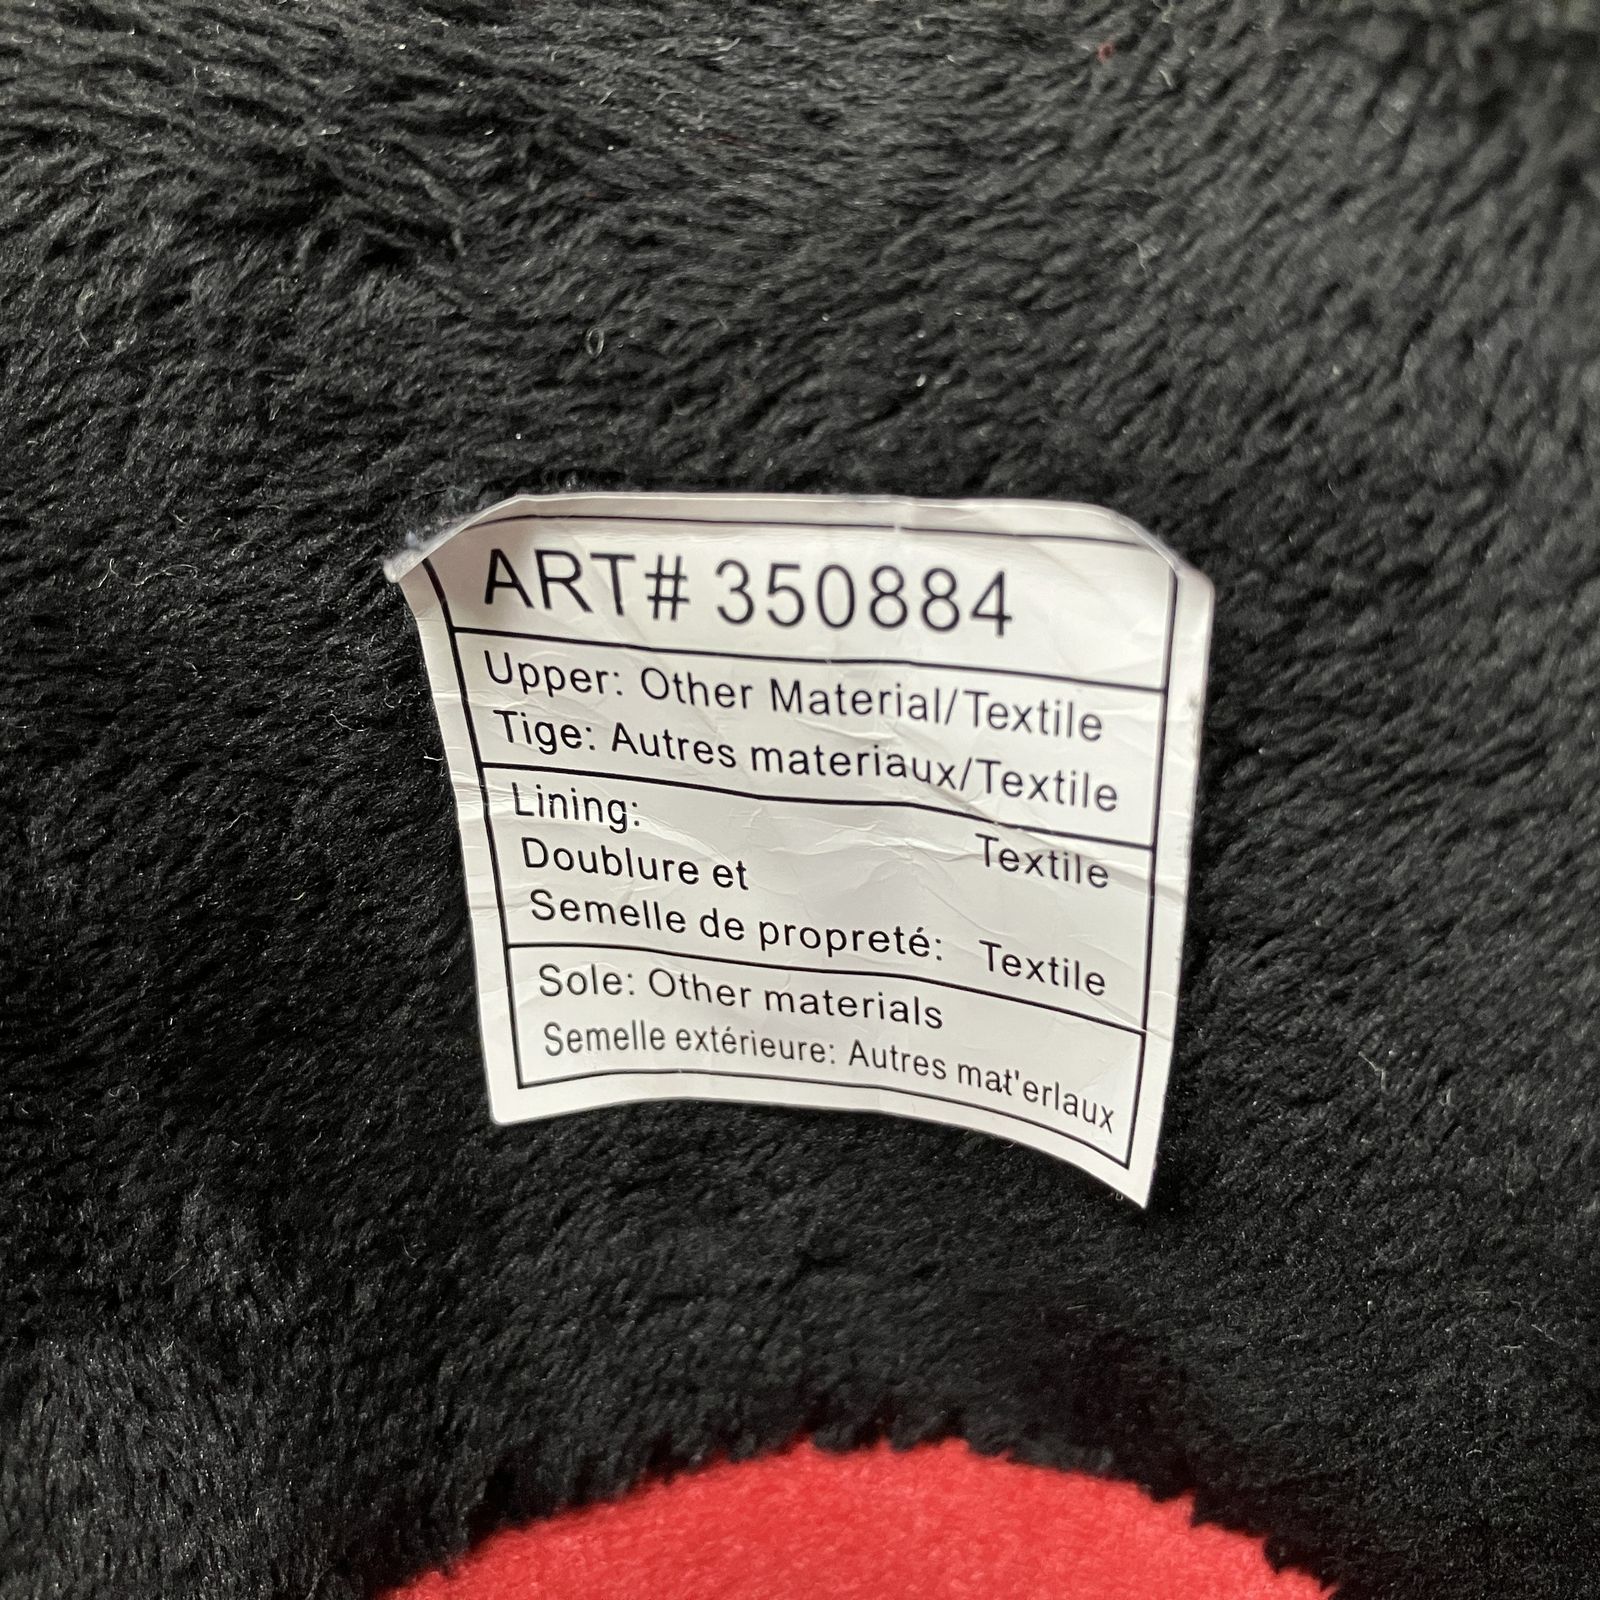 ART# 350884
Upper: Other Material/Textile
Tige: Autres materiaux/Textile
Lining: Textile
Doublure et
Semelle de propreté: Textile
Sole: Other materials
Semelle extérieure: Autres mat'erlaux